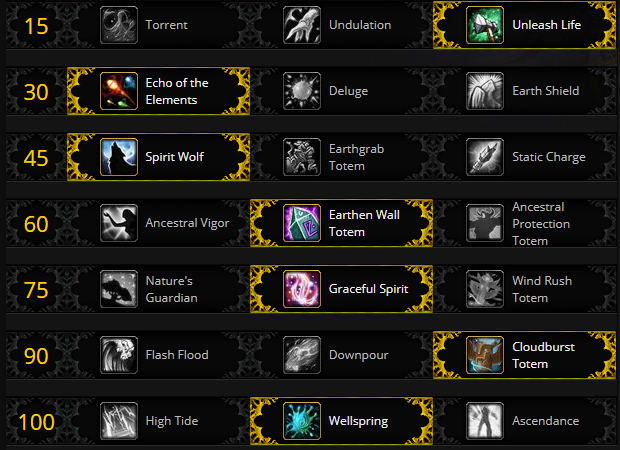 15 Torrent Undulation Unleash Life
30 Echo of the Elements Deluge Earth Shield
45 Spirit Wolf Earthgrab Totem Static Charge
60 Ancestral Vigor Earthen Wall Totem Ancestral Protection Totem
75 Nature's Guardian Graceful Spirit Wind Rush Totem
90 Flash Flood Downpour Cloudburst Totem
100 High Tide Wellspring Ascendance